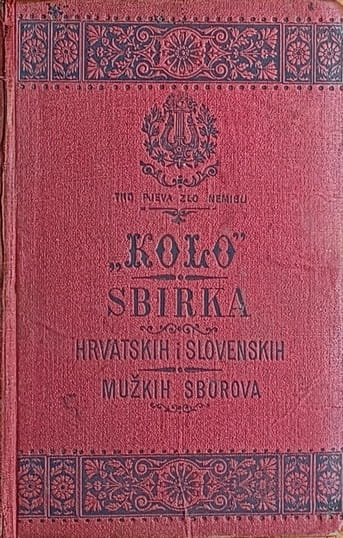 TKO PJEVA ZLO NEMISLI
„KOLO”
SBIRKA
HRVATSKIH i SLOVENSKIH
MUŽKIH SBOROVA